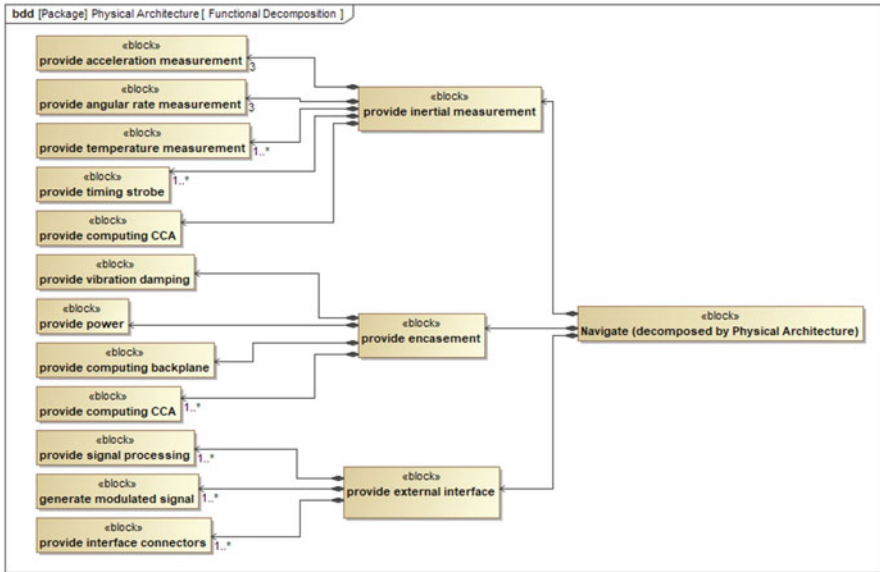 bdd [Package] Physical Architecture [ Functional Decomposition ]
«block»
provide acceleration measurement
3
«block»
provide angular rate measurement
3
«block»
provide temperature measurement
1..*
«block»
provide timing strobe
1..*
«block»
provide computing CCA
«block»
provide vibration damping
«block»
provide power
«block»
provide computing backplane
«block»
provide computing CCA
1..*
«block»
provide signal processing
1..*
«block»
generate modulated signal
1..*
«block»
provide interface connectors
1..*
«block»
provide inertial measurement
«block»
provide encasement
«block»
provide external interface
«block»
Navigate (decomposed by Physical Architecture)